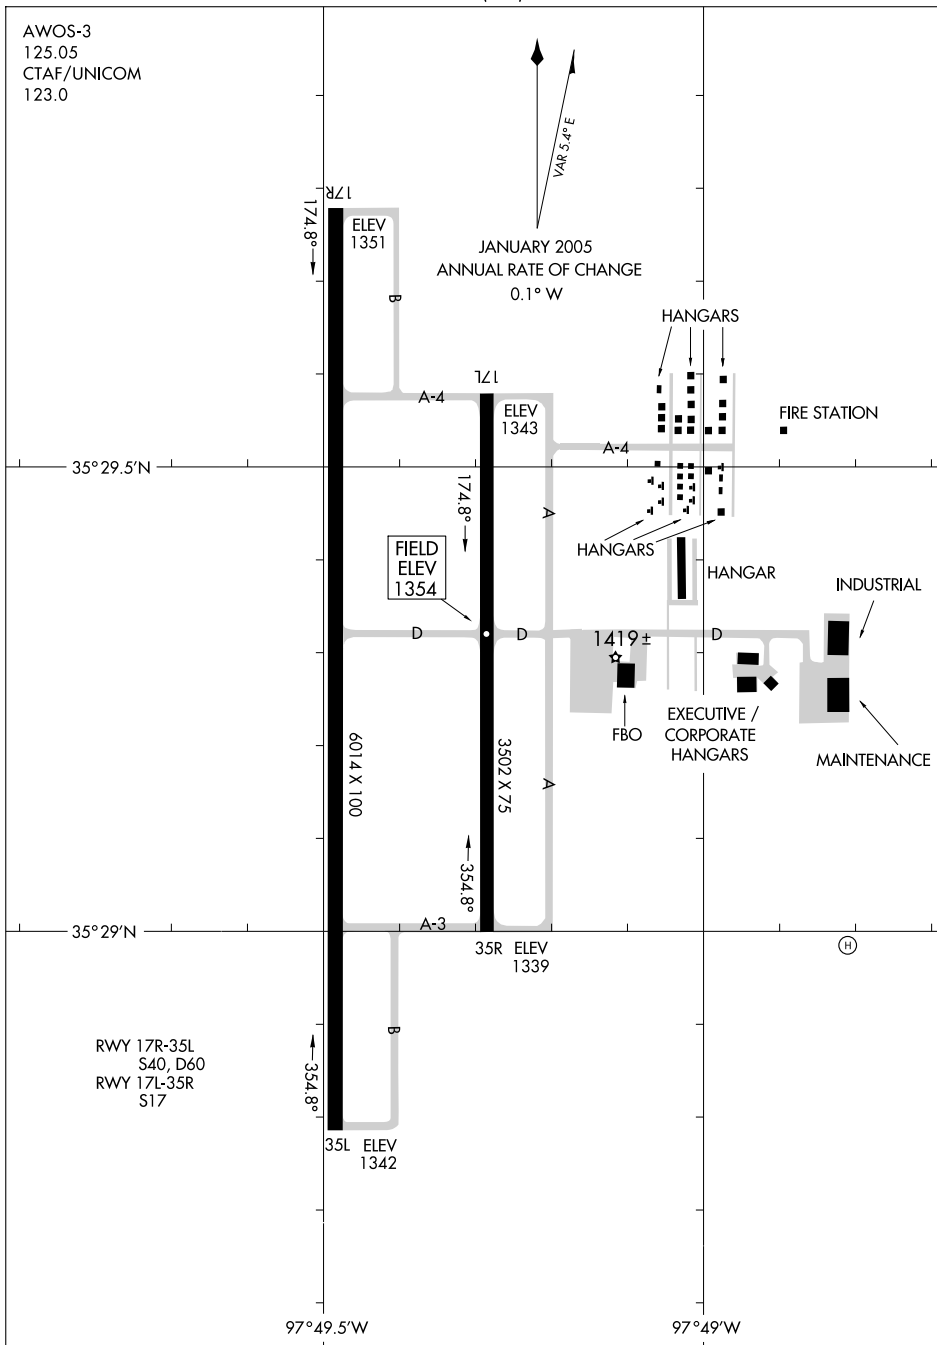 AWOS-3
125.05
CTAF/UNICOM
123.0
VAR 5.4° E
JANUARY 2005
ANNUAL RATE OF CHANGE
0.1° W
17R
174.8°
ELEV
1351
B
HANGARS
17L
A-4
ELEV
1343
FIRE STATION
A-4
35°29.5'N
174.8°
A
FIELD
ELEV
1354
HANGARS
HANGAR
INDUSTRIAL
D
D
1419±
D
FBO
EXECUTIVE /
CORPORATE
HANGARS
MAINTENANCE
6014 X 100
3502 X 75
A
354.8°
A-3
35°29'N
35R
ELEV
1339
H
B
RWY 17R-35L
S40, D60
RWY 17L-35R
S17
354.8°
35L
ELEV
1342
97°49.5'W
97°49'W